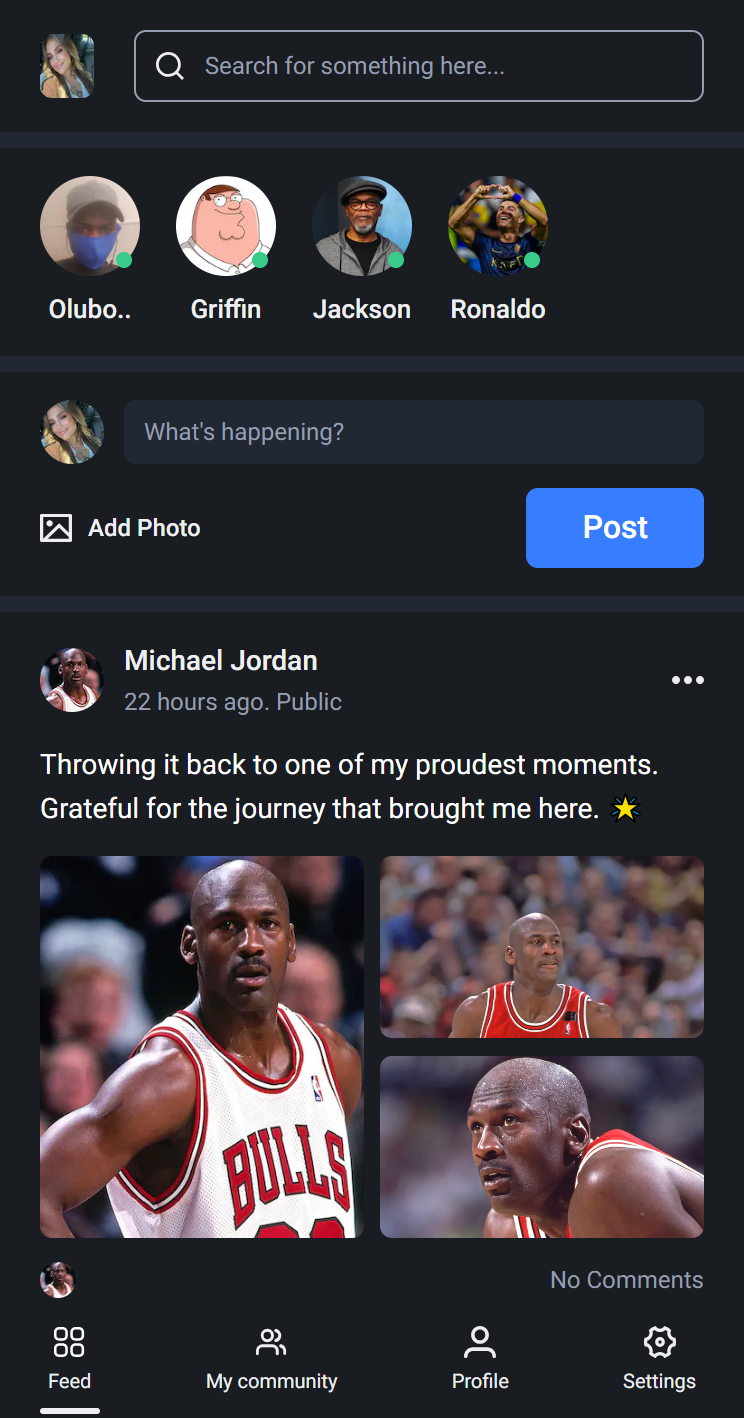 Search for something here...
Olubo..
Griffin
Jackson
Ronaldo
What's happening?
Add Photo
Post
Michael Jordan
22 hours ago. Public
Throwing it back to one of my proudest moments.
Grateful for the journey that brought me here.
BULLS
No Comments
Feed
My community
Profile
Settings